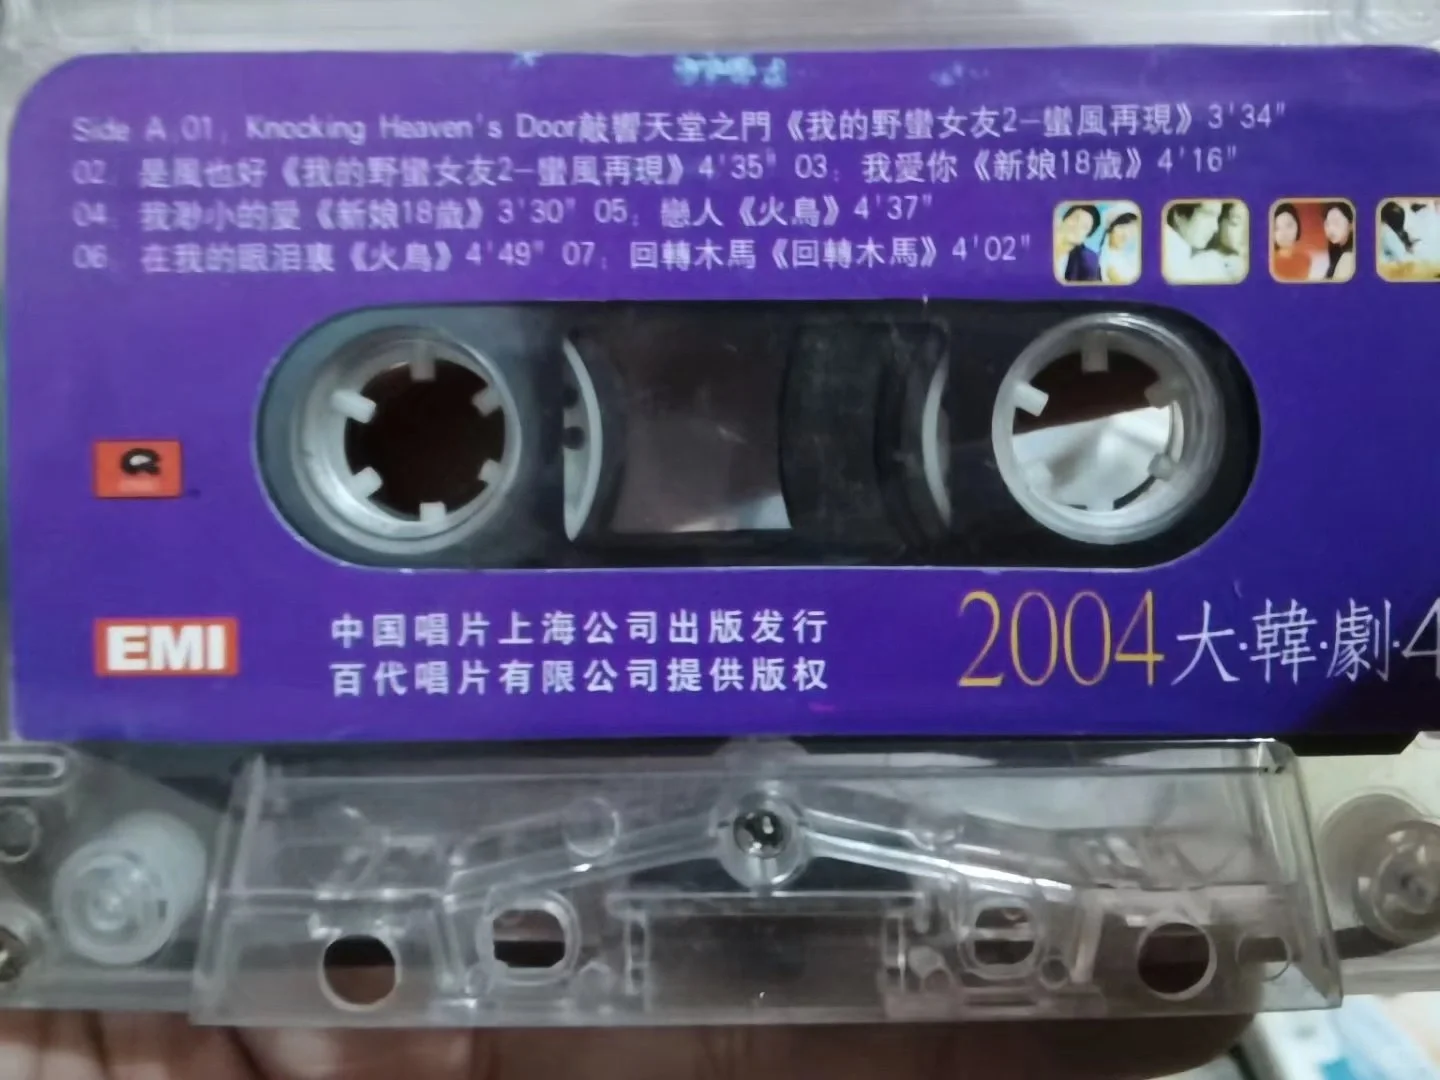 Side A 01: Knocking Heaven's Door敲響天堂之門《我的野蠻女友2-蠻風再現》3'34"
02: 是風也好《我的野蠻女友2-蠻風再現》4'35" 03: 我愛你《新娘18歲》4'16"
04: 我渺小的愛《新娘18歲》3'30" 05: 戀人《火鳥》4'37"
06: 在我的眼泪裏《火鳥》4'49" 07: 回轉木馬《回轉木馬》4'02"
EMI
中国唱片上海公司出版发行
百代唱片有限公司提供版权
2004大·韓·劇·4